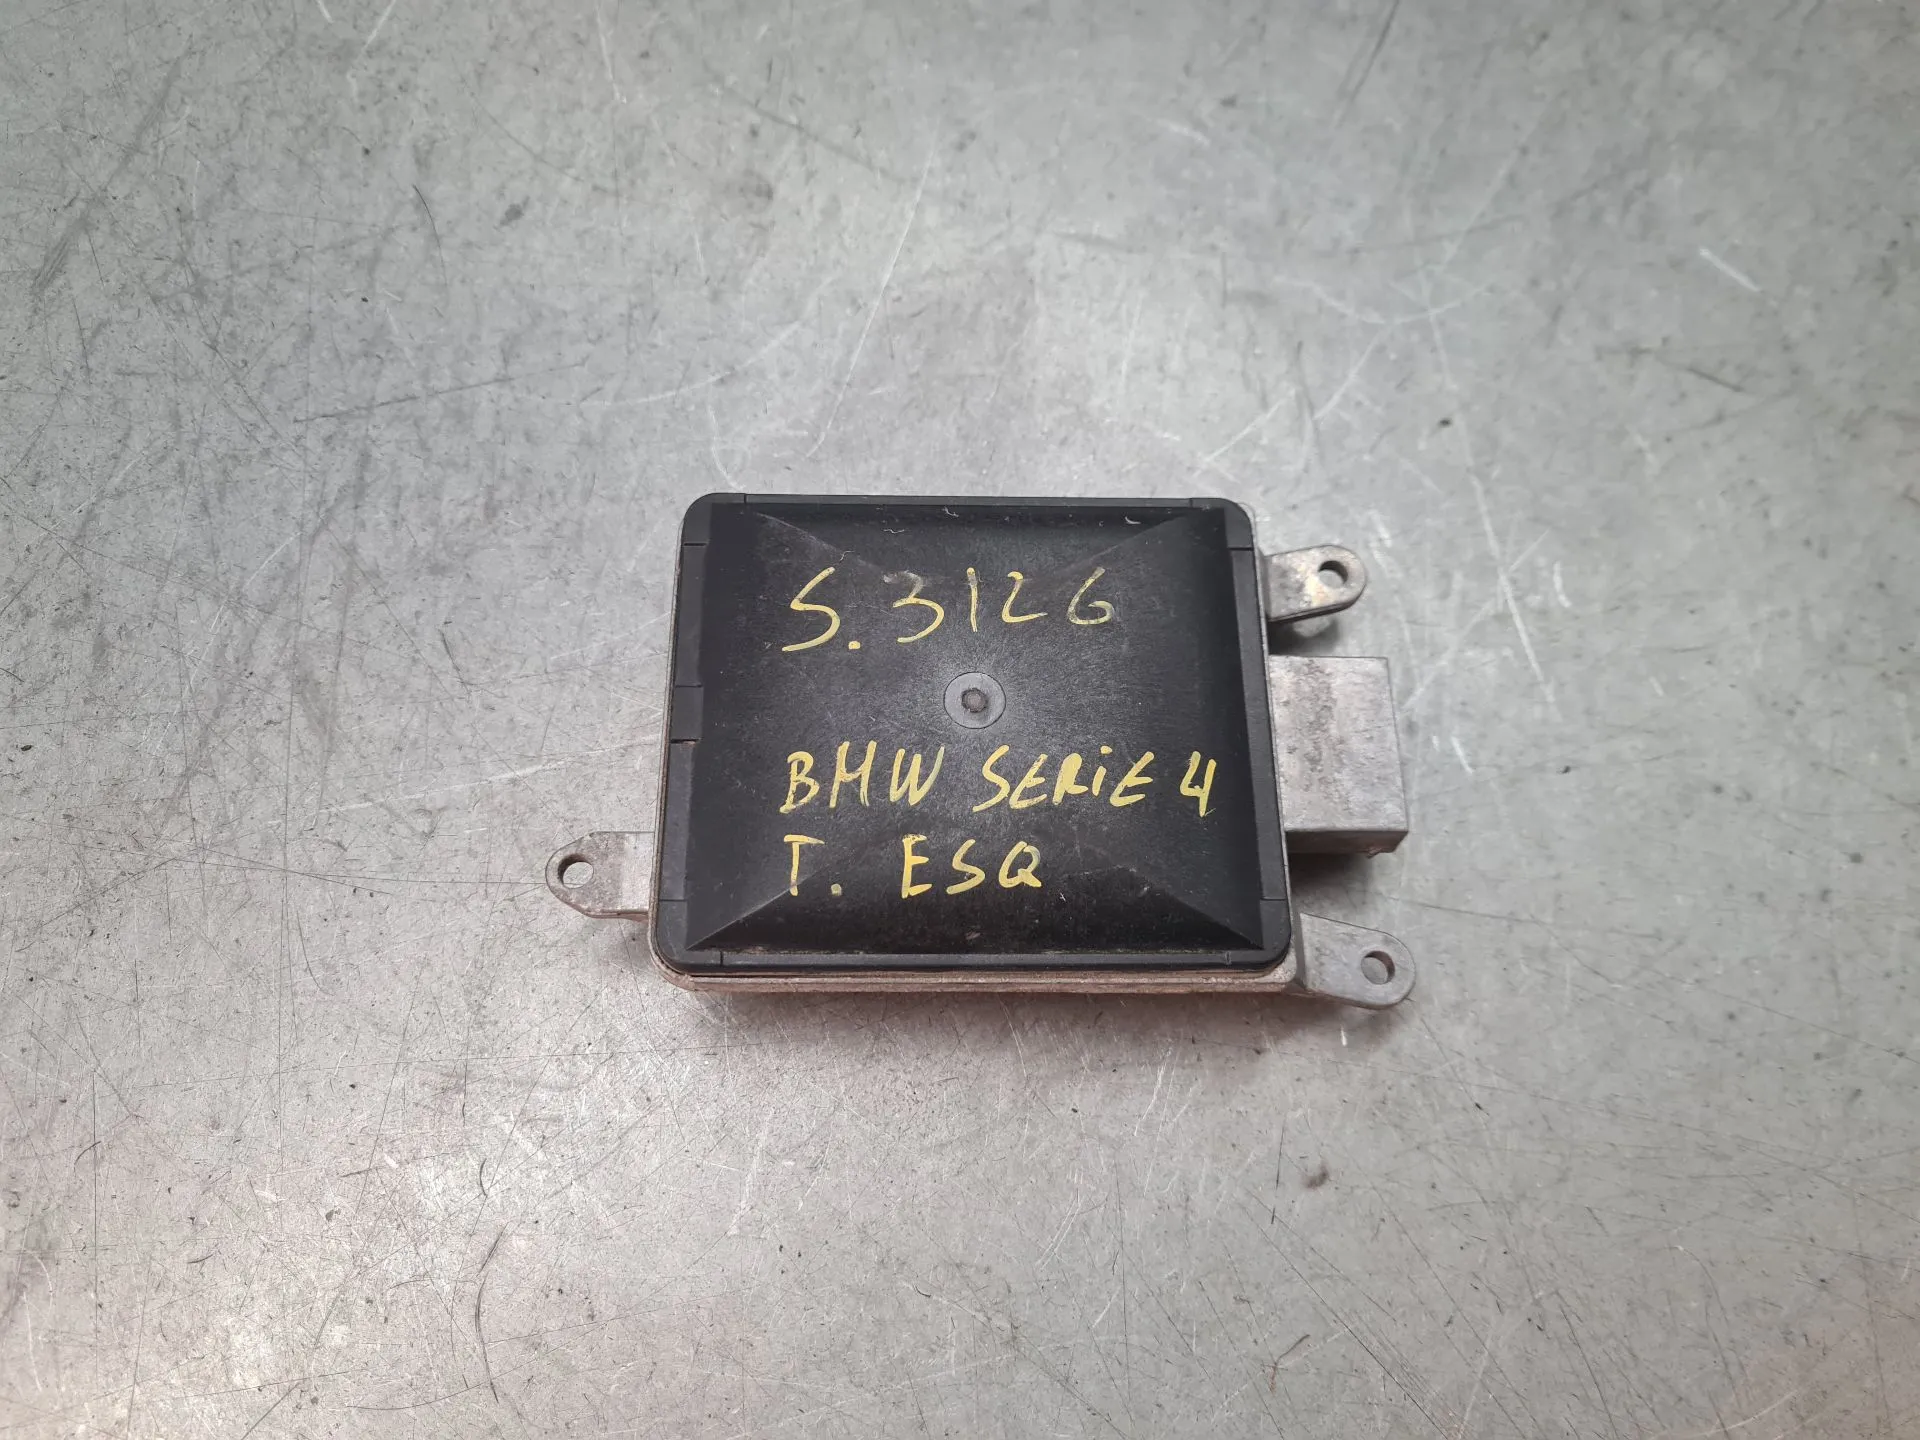 S.3126
BMW SERiE 4
T. ESQ